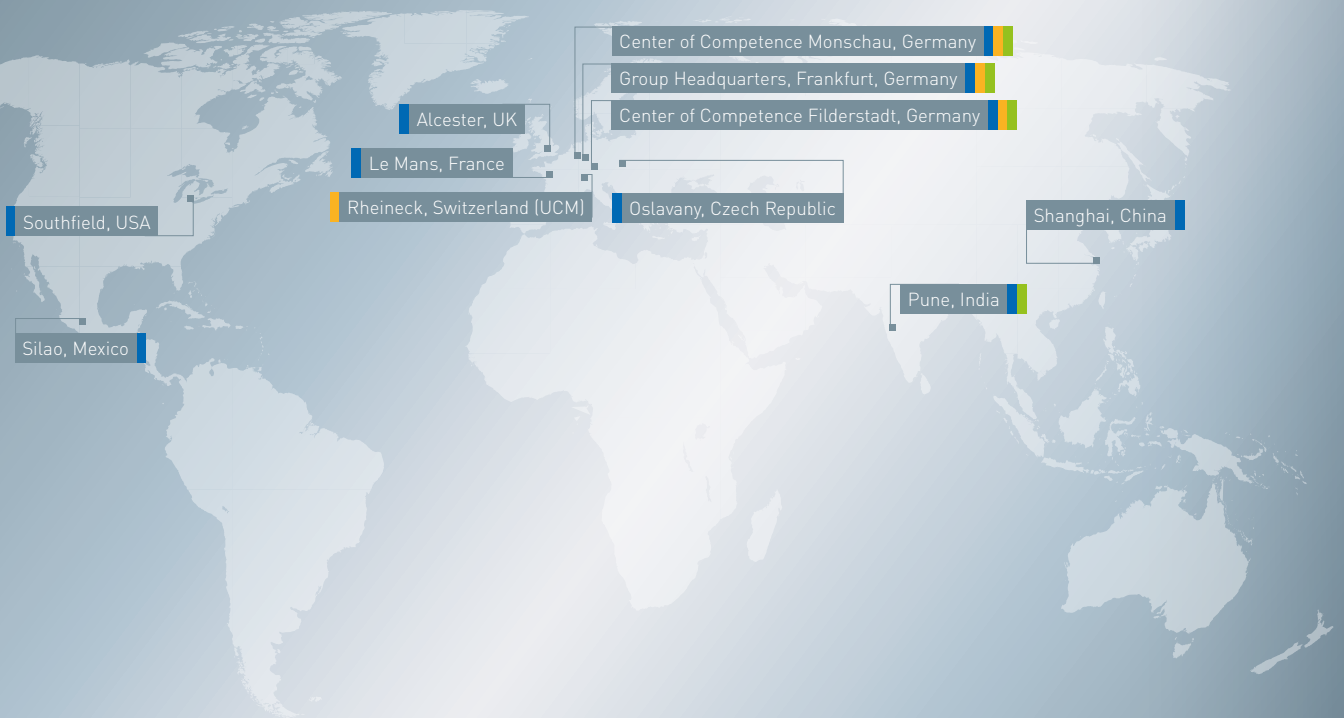 Center of Competence Monschau, Germany
Group Headquarters, Frankfurt, Germany
Center of Competence Filderstadt, Germany
Alcester, UK
Le Mans, France
Rheineck, Switzerland (UCM)
Oslavany, Czech Republic
Southfield, USA
Shanghai, China
Pune, India
Silao, Mexico